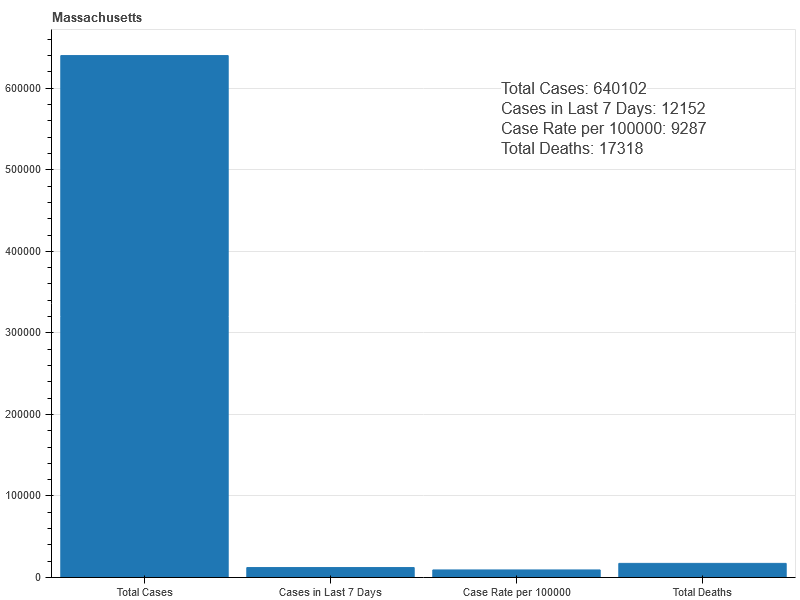 Massachusetts
600000
500000
400000
300000
200000
100000
0
Total Cases: 640102
Cases in Last 7 Days: 12152
Case Rate per 100000: 9287
Total Deaths: 17318
Total Cases
Cases in Last 7 Days
Case Rate per 100000
Total Deaths